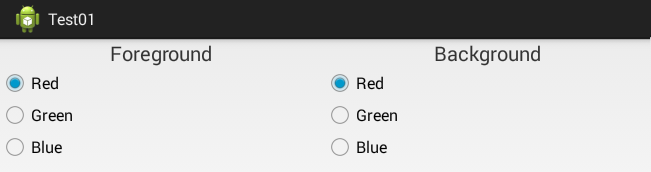 Test01
Foreground Background
Red Red
Green Green
Blue Blue